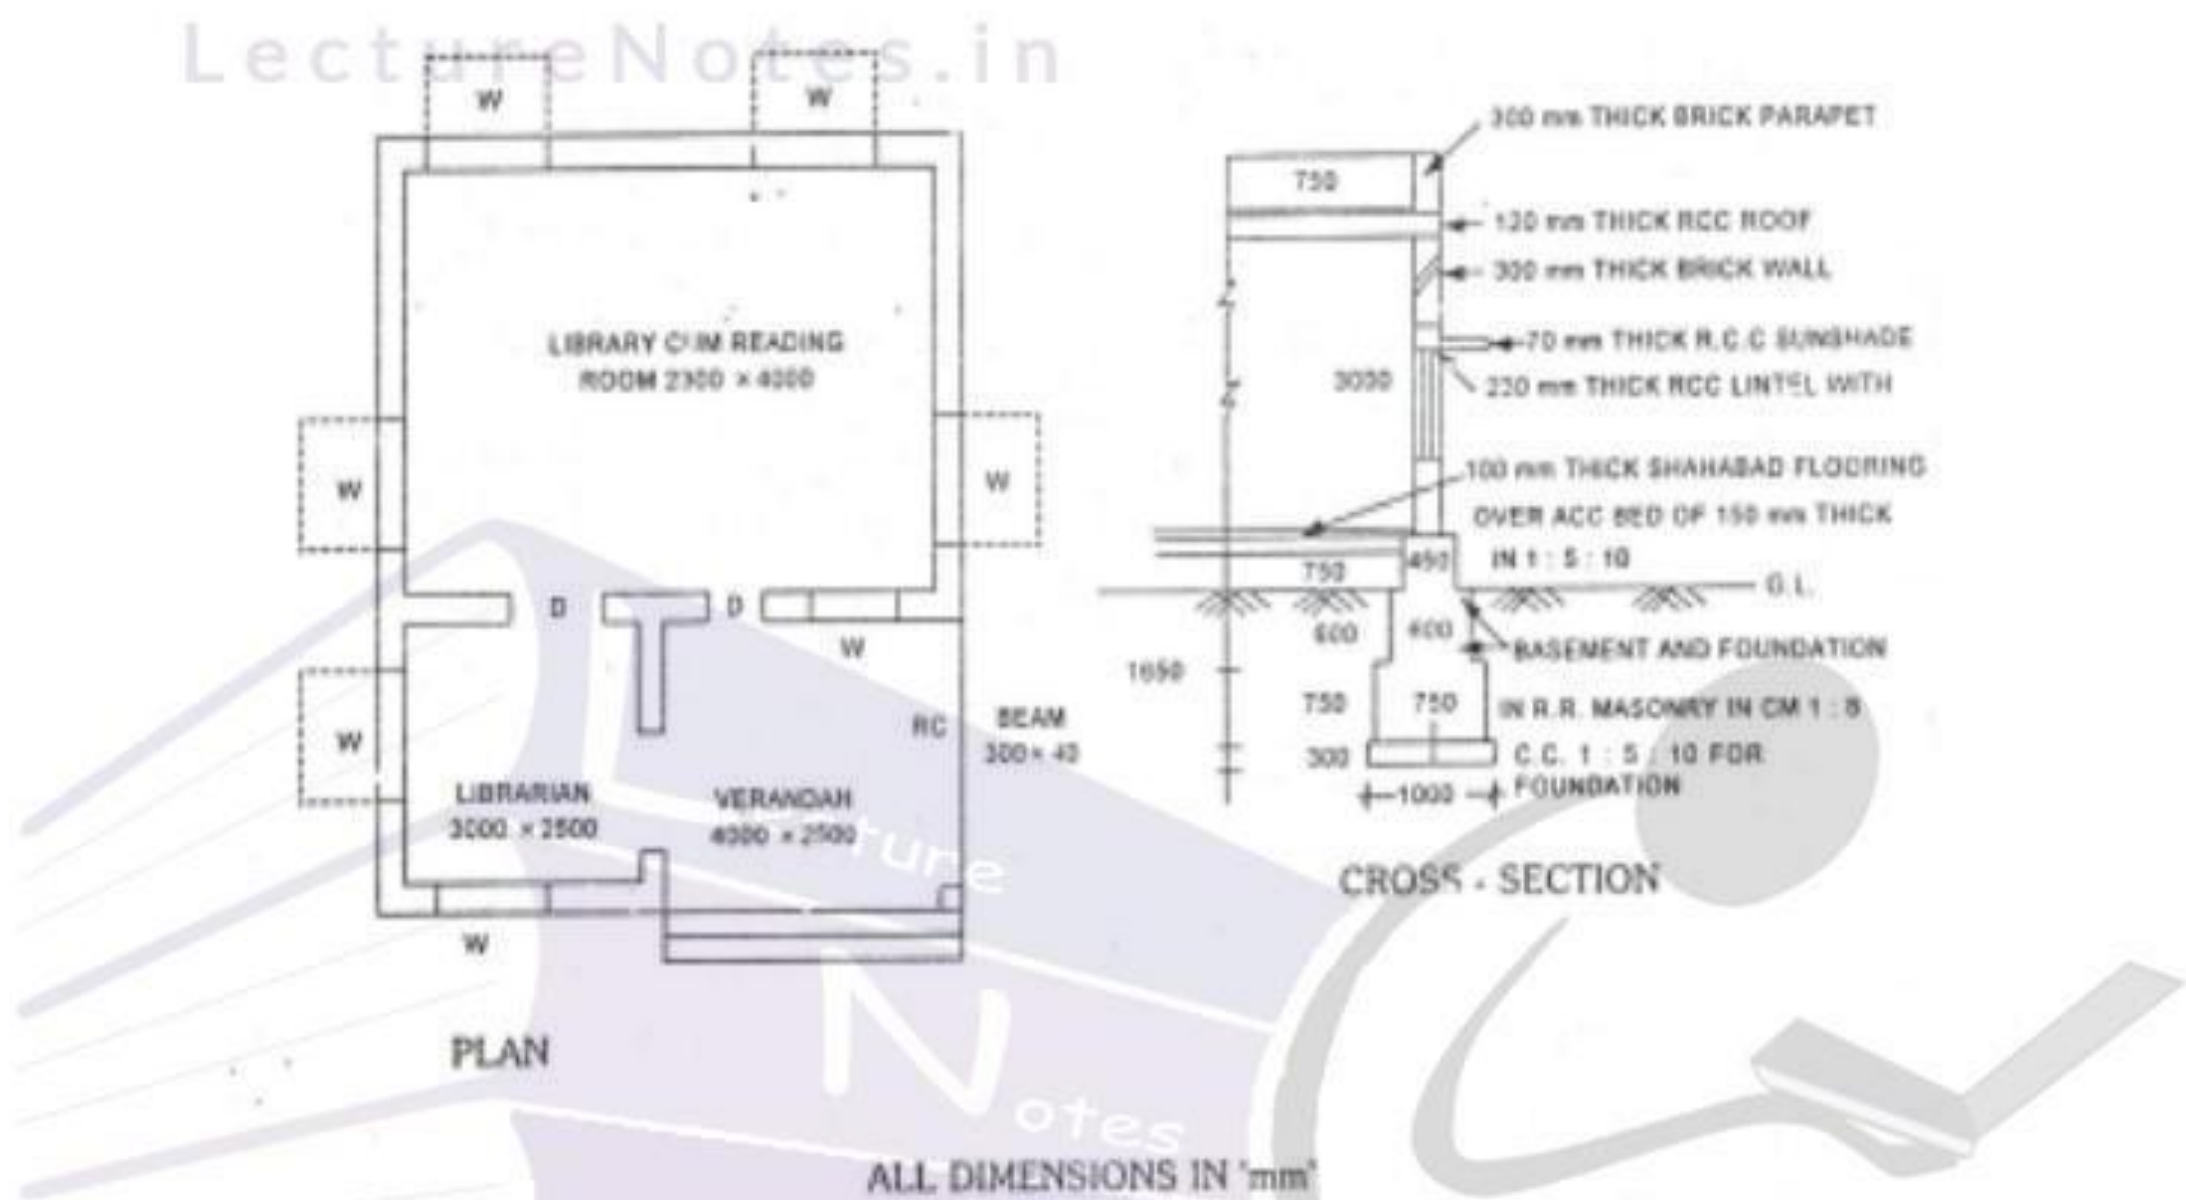 LectureNotes.in
W
W
LIBRARY CUM READING
ROOM 2300 × 4000
W
W
D
D
W
W
RC
BEAM
300 × 40
LIBRARIAN
3000 × 2500
VERANDAH
4000 × 2500
W
PLAN
300 mm THICK BRICK PARAPET
750
120 mm THICK RCC ROOF
300 mm THICK BRICK WALL
70 mm THICK R.C.C SUNSHADE
230 mm THICK RCC LINTEL WITH
100 mm THICK SHAHABAD FLOORING
OVER ACC BED OF 150 mm THICK
IN 1 : 5 : 10
750
450
G.L.
600
600
BASEMENT AND FOUNDATION
1650
750
750
IN R.R. MASONRY IN CM 1 : 8
300
C.C. 1 : 5 : 10 FOR
FOUNDATION
1000
CROSS - SECTION
Lecture
Notes
ALL DIMENSIONS IN 'mm'